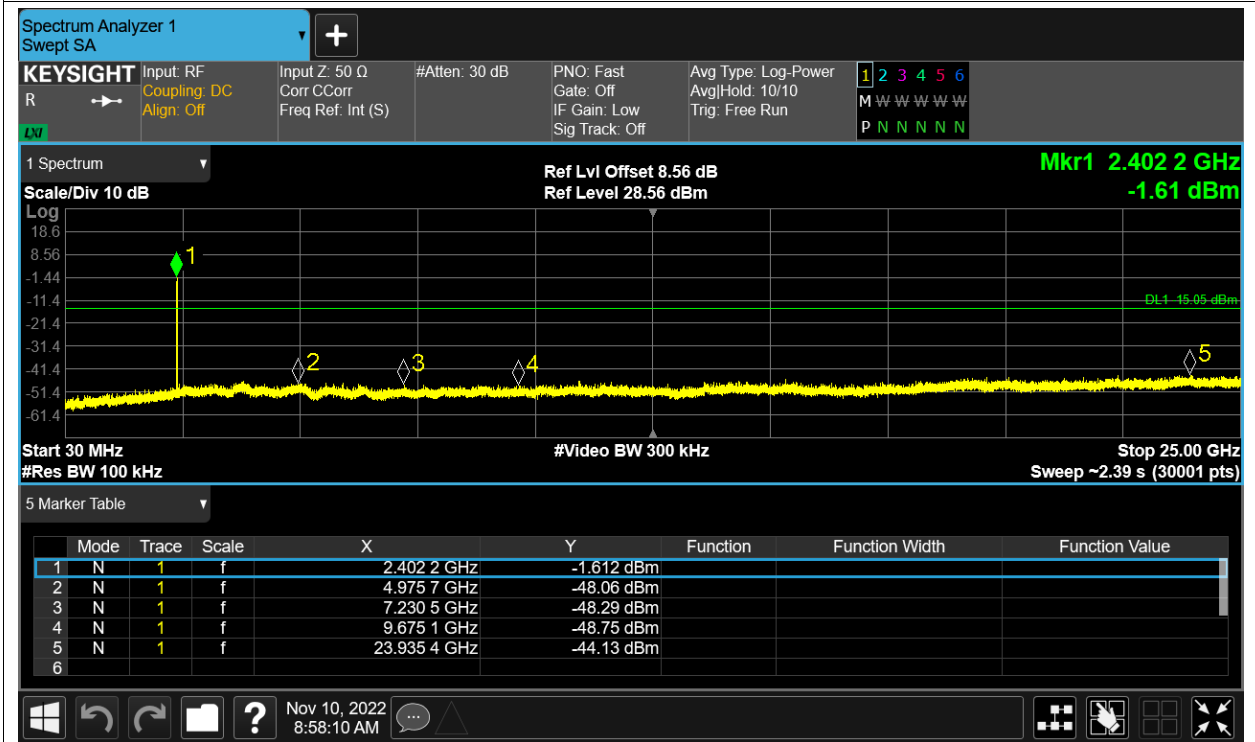 Spectrum Analyzer 1
Swept SA
KEYSIGHT
R
LXI
Input: RF
Coupling: DC
Align: Off
Input Z: 50 Ω
Corr CCorr
Freq Ref: Int (S)
#Atten: 30 dB
PNO: Fast
Gate: Off
IF Gain: Low
Sig Track: Off
Avg Type: Log-Power
Avg|Hold: 10/10
Trig: Free Run
1 2 3 4 5 6
M W W W W W
P N N N N N
1 Spectrum
Scale/Div 10 dB
Ref Lvl Offset 8.56 dB
Ref Level 28.56 dBm
Mkr1 2.402 2 GHz
-1.61 dBm
Log
18.6
8.56
-1.44
-11.4
-21.4
-31.4
-41.4
-51.4
-61.4
1
2
3
4
5
DL1 -15.05 dBm
Start 30 MHz
#Res BW 100 kHz
#Video BW 300 kHz
Stop 25.00 GHz
Sweep ~2.39 s (30001 pts)
5 Marker Table
Mode Trace Scale X Y Function Function Width Function Value
1 N 1 f 2.402 2 GHz -1.612 dBm
2 N 1 f 4.975 7 GHz -48.06 dBm
3 N 1 f 7.230 5 GHz -48.29 dBm
4 N 1 f 9.675 1 GHz -48.75 dBm
5 N 1 f 23.935 4 GHz -44.13 dBm
6
?
Nov 10, 2022
8:58:10 AM